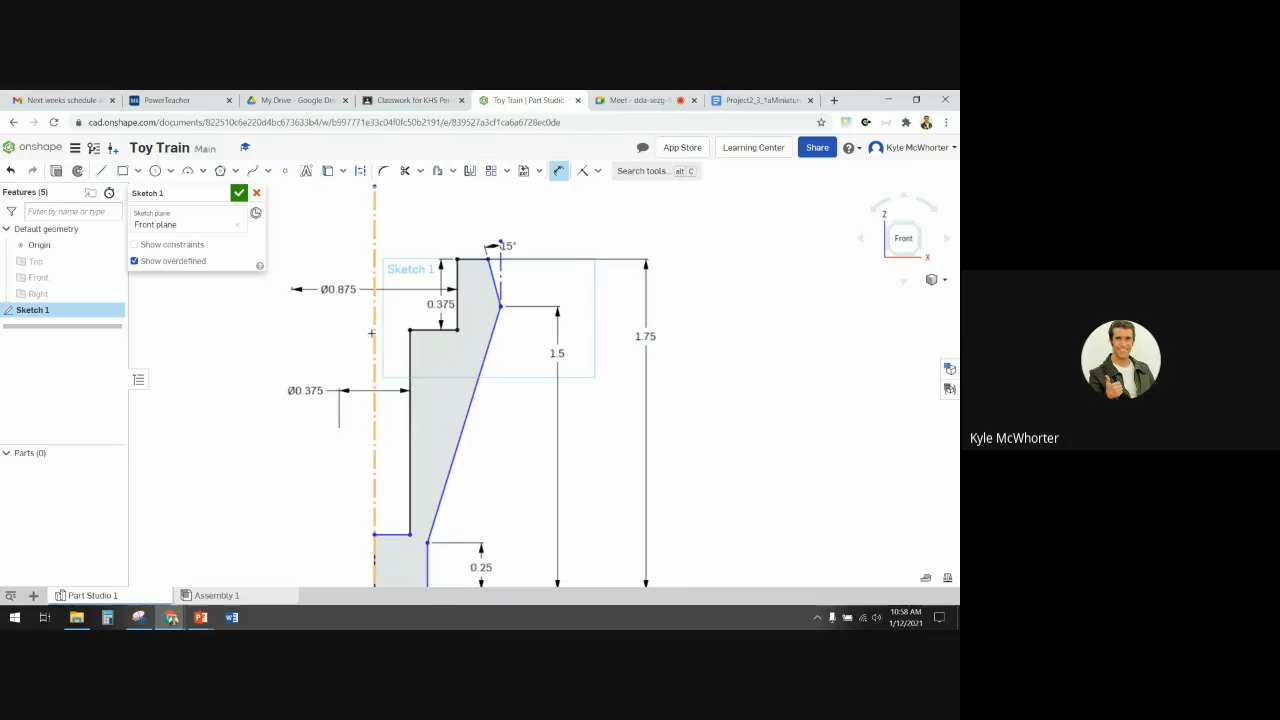 Next weeks schedule a
PowerTeacher
My Drive - Google Dri
Classwork for KHS Per
Toy Train | Part Studio
Meet - dda-sezg-f
Project2_3_1aMiniatur
cad.onshape.com/documents/822510c6e220d4bc673633b4/w/b997771e33c04f0fc50b2191/e/839527a3cf1ca6a6728ec0de
onshape
Toy Train Main
App Store
Learning Center
Share
Kyle McWhorter
Search tools... alt C
Features (5)
Filter by name or type
Default geometry
Origin
Top
Front
Right
Sketch 1
Sketch 1
Sketch plane
Front plane
Show constraints
Show overdefined
Sketch 1
15°
Ø0.875
0.375
1.75
1.5
Ø0.375
0.25
Z
Front
X
Parts (0)
Kyle McWhorter
Part Studio 1
Assembly 1
10:58 AM
1/12/2021